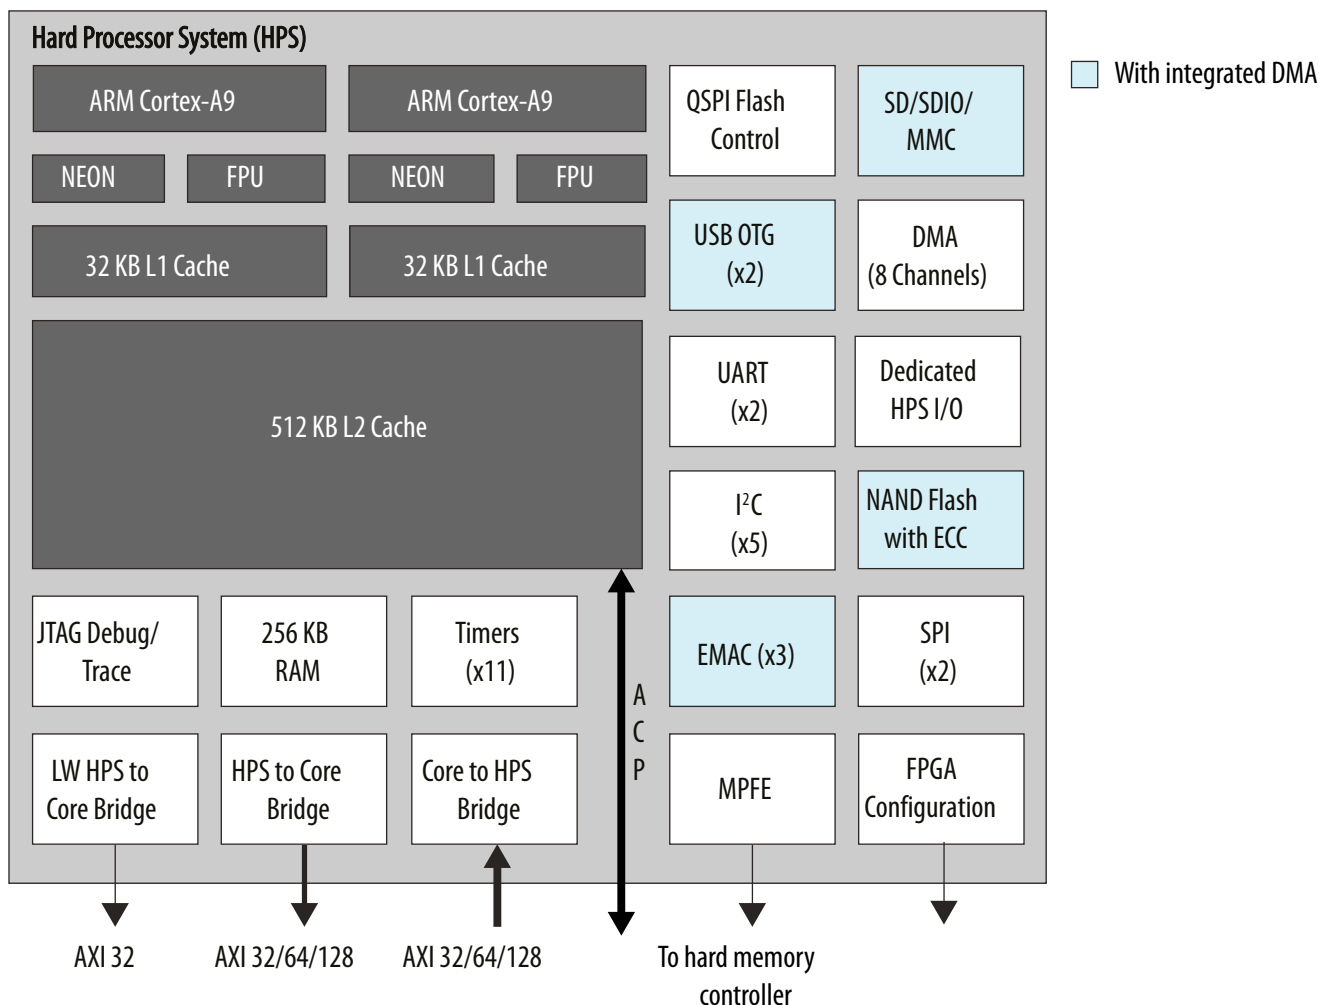 Hard Processor System (HPS)
With integrated DMA
ARM Cortex-A9
ARM Cortex-A9
QSPI Flash
Control
SD/SDIO/
MMC
NEON
FPU
NEON
FPU
32 KB L1 Cache
32 KB L1 Cache
USB OTG
(x2)
DMA
(8 Channels)
512 KB L2 Cache
UART
(x2)
Dedicated
HPS I/O
I²C
(x5)
NAND Flash
with ECC
JTAG Debug/
Trace
256 KB
RAM
Timers
(x11)
A
C
P
EMAC (x3)
SPI
(x2)
LW HPS to
Core Bridge
HPS to Core
Bridge
Core to HPS
Bridge
MPFE
FPGA
Configuration
AXI 32
AXI 32/64/128
AXI 32/64/128
To hard memory
controller